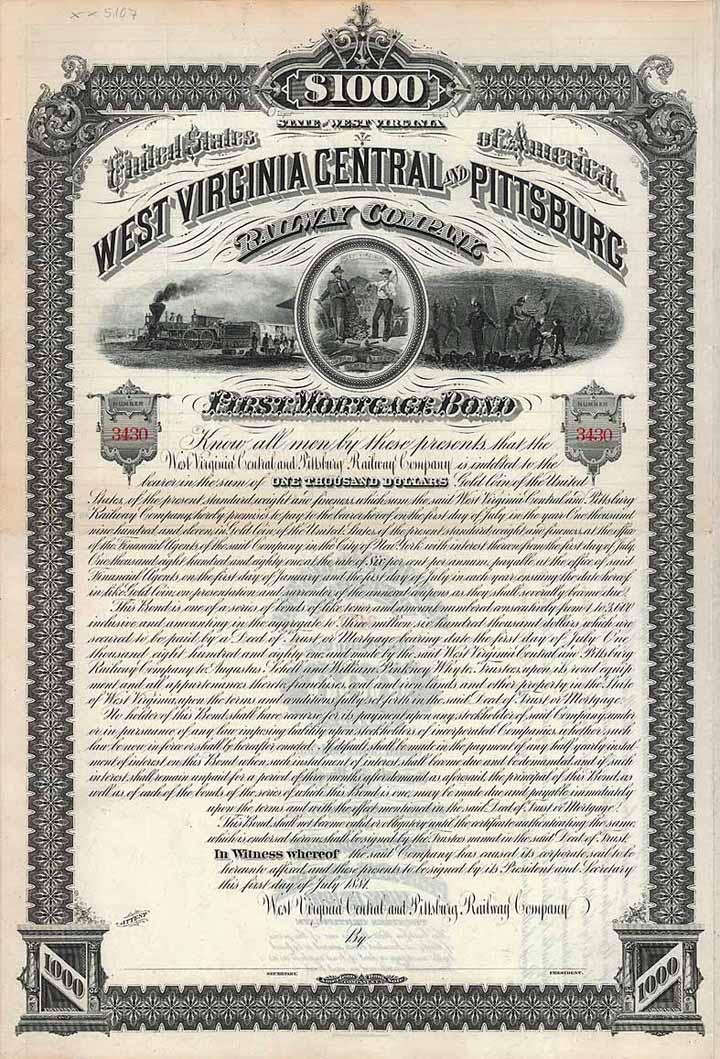 xx 5107
$1000
STATE OF WEST VIRGINIA
United States of America.
WEST VIRGINIA CENTRAL AND PITTSBURG
RAILWAY COMPANY
FIRST MORTGAGE BOND
NUMBER NUMBER
3430 3430
Know all men by these presents, that the
West Virginia Central and Pittsburg Railway Company is indebted to the
bearer in the sum of ONE THOUSAND DOLLARS Gold Coin of the United
States, of the present standard weight and fineness, which sum the said West Virginia Central and Pittsburg
Railway Company, hereby promises to pay to the bearer hereof on the first day of July, in the year One thousand
nine hundred and eleven, in Gold Coin of the United States, of the present standard weight and fineness, at the office
of the Financial Agents of the said Company, in the City of New York, with interest thereon from the first day of July
One thousand eight hundred and eighty one, at the rate of Six per cent per annum, payable at the office of said
Financial Agents, on the first day of January and the first day of July in each year ensuing the date hereof
in like Gold Coin, on presentation and surrender of the annexed coupons as they shall severally become due.
This Bond is one of a series of bonds of like tenor and amount, numbered consecutively from 1 to
inclusive and amounting in the aggregate to Three million, six hundred thousand dollars which are
secured to be paid by a Deed of Trust or Mortgage bearing date the first day of July One
thousand eight hundred and eighty one, and made by the said West Virginia Central and Pittsburg
Railway Company to Augustus Schell and William Pinkney Whyte, Trustees, upon its road equip-
ment and all appurtenances thereto, franchises, coal and iron lands and other property in the State
of West Virginia, upon the terms and conditions fully set forth in the said Deed of Trust or Mortgage.
No holder of this Bond shall have recourse for its payment upon any stockholder of said Company, under
or in pursuance of any law imposing liability upon stockholders of incorporated Companies, whether such
law be now in force or shall be hereafter enacted. If default shall be made in the payment of any half yearly instal-
ment of interest on this Bond when such instalment of interest shall become due and be demanded, and if such
interest shall remain unpaid for a period of three months after demand as aforesaid, the principal of this Bond, as
well as of each of the bonds of the series of which this Bond is one, may be made due and payable immediately
upon the terms and with the effect mentioned in the said Deed of Trust or Mortgage.
This Bond shall not become valid or obligatory until the certificate authenticating the same
which is endorsed hereon, shall be signed by the Trustees named in the said Deed of Trust.
In Witness whereof the said Company has caused its corporate seal to be
hereunto affixed, and these presents to be signed by its President and Secretary
this first day of July 1881.
West Virginia Central and Pittsburg Railway Company
ATTEST
By
SECRETARY. PRESIDENT.
1000 1000